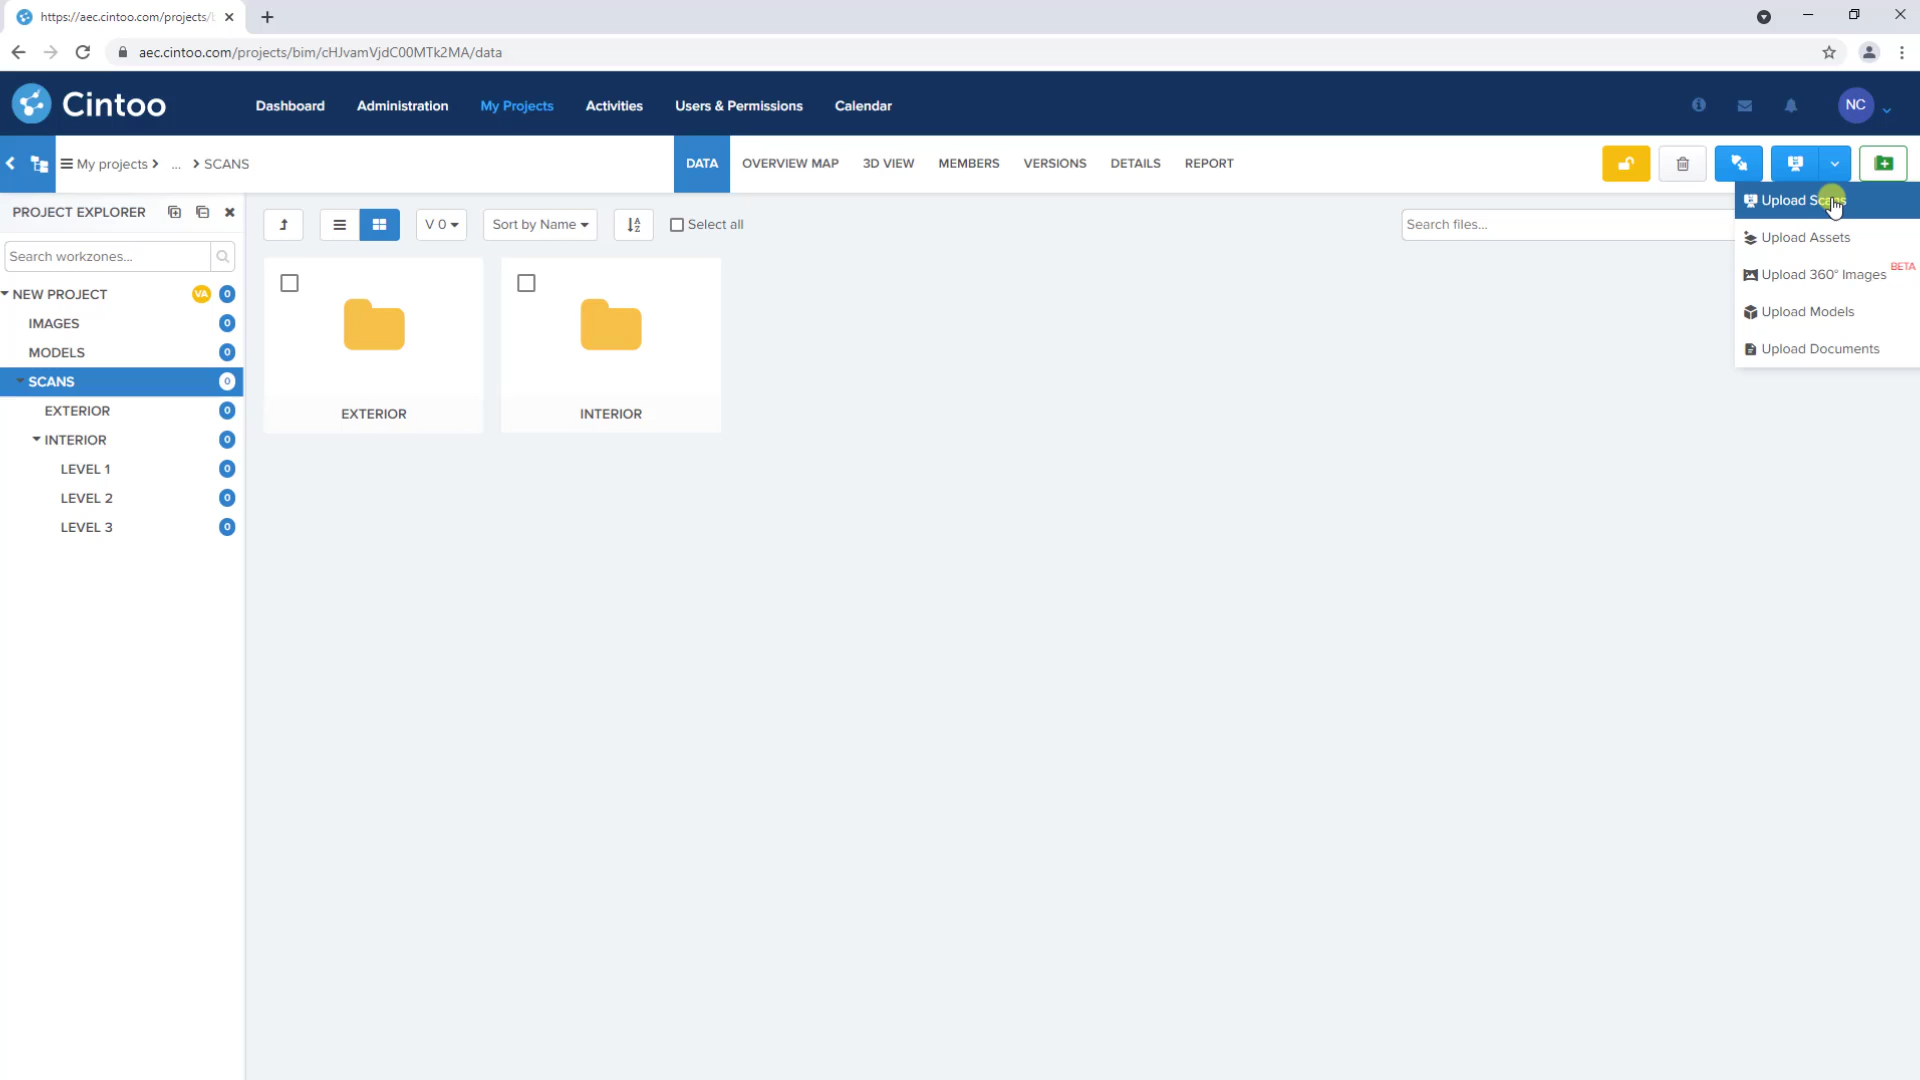 https://aec.cintoo.com/projects/
aec.cintoo.com/projects/bim/cHJvamVjdC00MTk2MA/data
Cintoo
Dashboard Administration My Projects Activities Users & Permissions Calendar
NC
My projects > ... > SCANS
DATA OVERVIEW MAP 3D VIEW MEMBERS VERSIONS DETAILS REPORT
PROJECT EXPLORER
V 0
Sort by Name
Select all
Search files...
Search workzones...
NEW PROJECT VA 0
IMAGES 0
MODELS 0
SCANS 0
EXTERIOR 0
INTERIOR 0
LEVEL 1 0
LEVEL 2 0
LEVEL 3 0
EXTERIOR
INTERIOR
Upload Scans
Upload Assets
Upload 360° Images BETA
Upload Models
Upload Documents